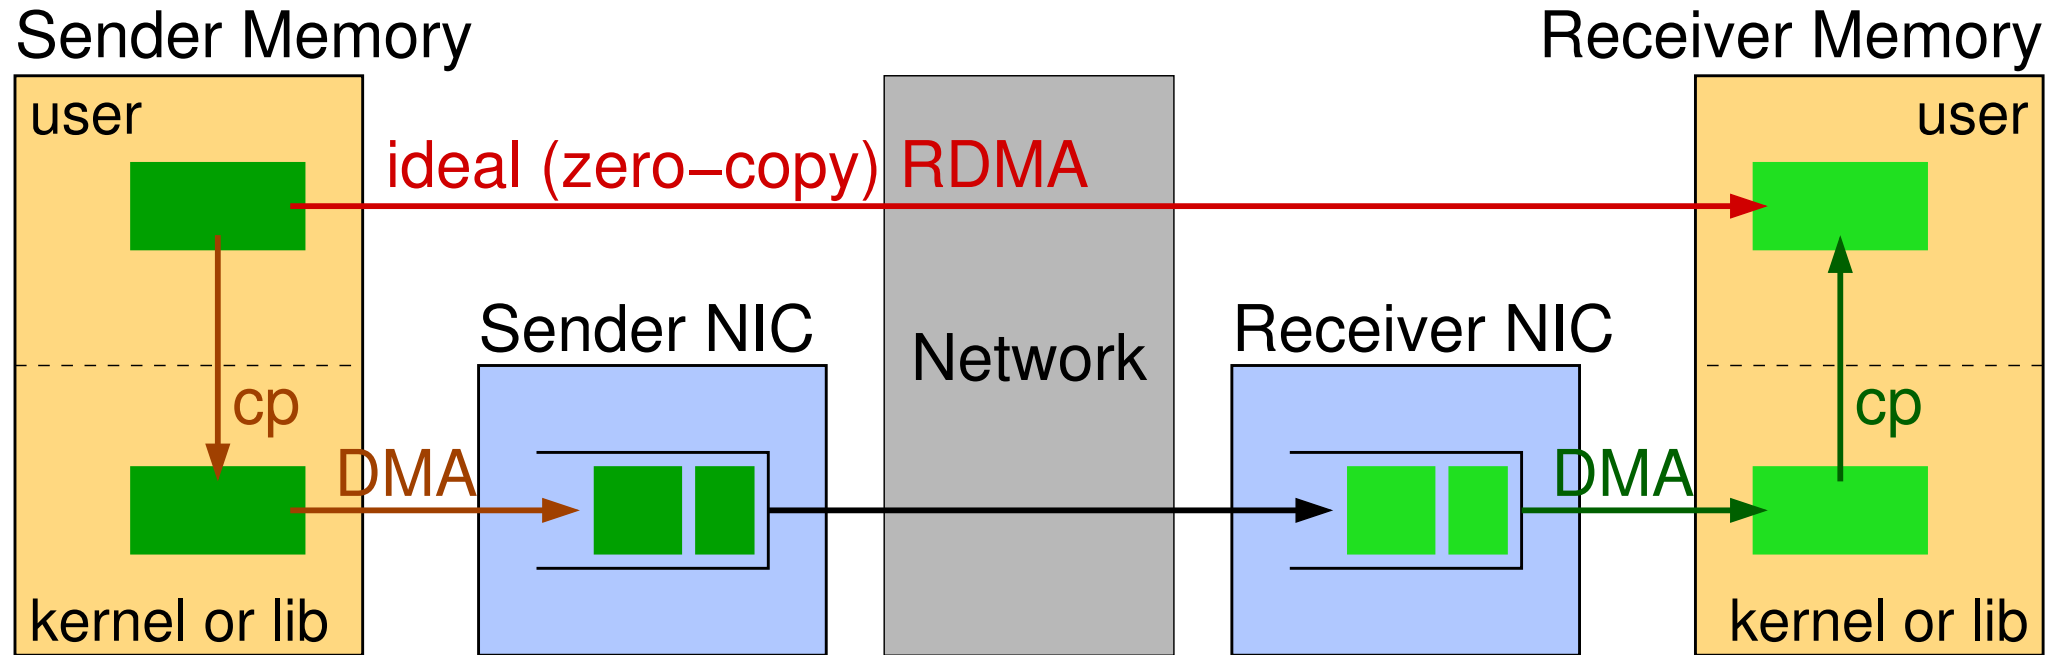 Sender Memory
Receiver Memory
user
user
ideal (zero−copy) RDMA
Sender NIC
Receiver NIC
Network
cp
cp
DMA
DMA
kernel or lib
kernel or lib